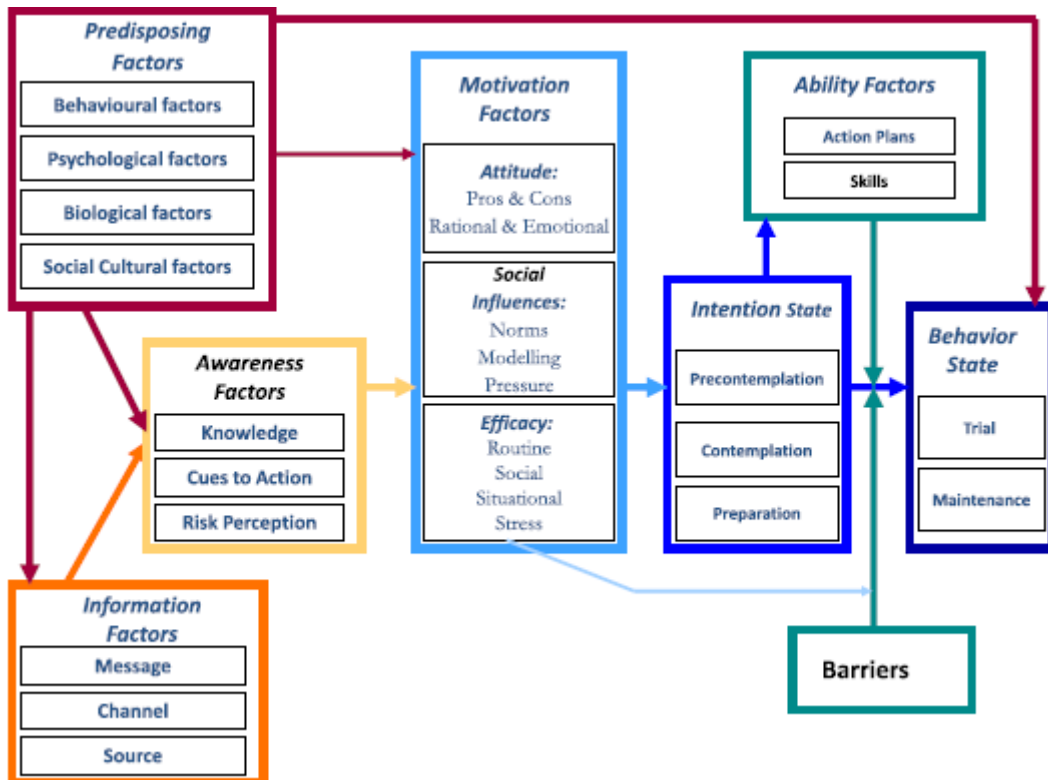 Predisposing
Factors
Behavioural factors
Psychological factors
Biological factors
Social Cultural factors
Awareness
Factors
Knowledge
Cues to Action
Risk Perception
Information
Factors
Message
Channel
Source
Motivation
Factors
Attitude:
Pros & Cons
Rational & Emotional
Social
Influences:
Norms
Modelling
Pressure
Efficacy:
Routine
Social
Situational
Stress
Intention State
Precontemplation
Contemplation
Preparation
Ability Factors
Action Plans
Skills
Barriers
Behavior
State
Trial
Maintenance